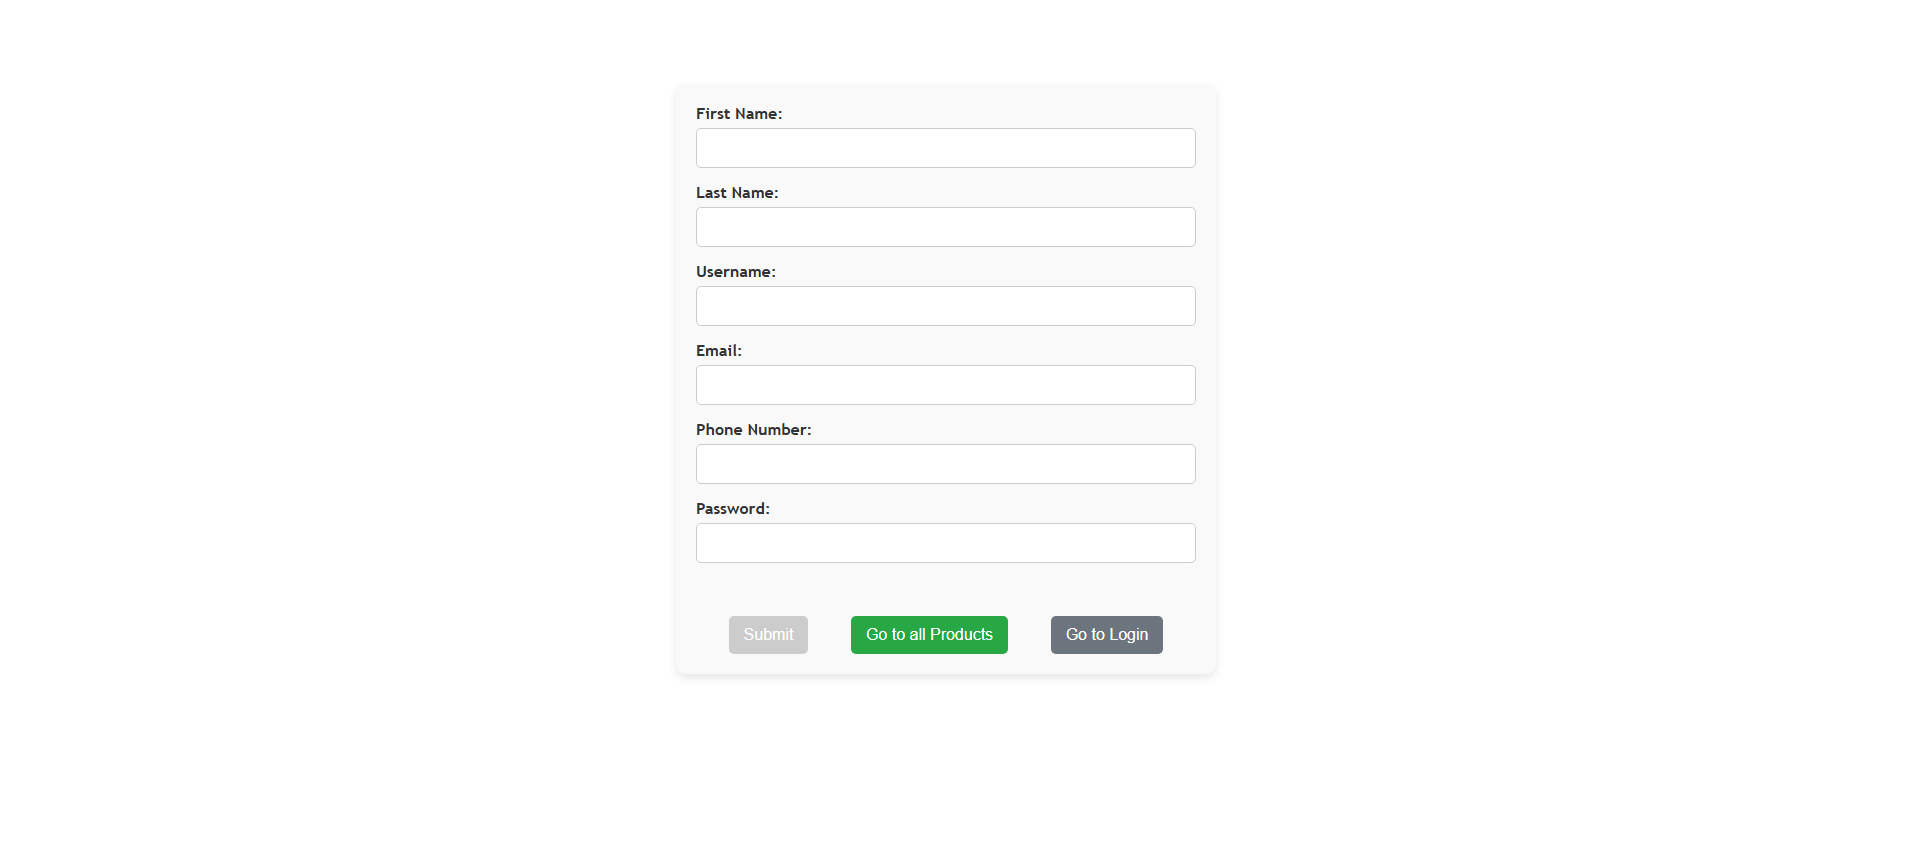 First Name:
Last Name:
Username:
Email:
Phone Number:
Password:
Submit Go to all Products Go to Login